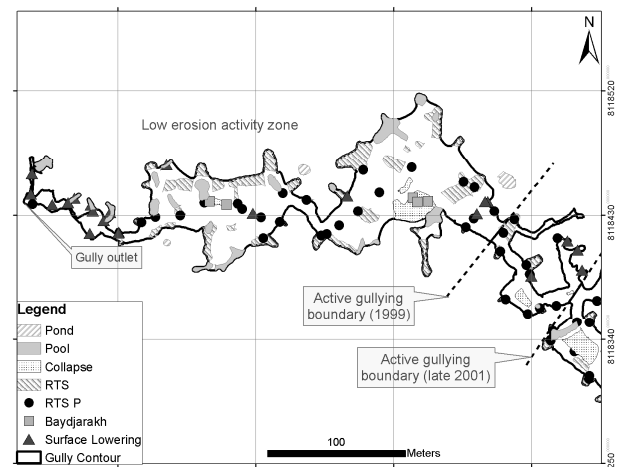 N
8118520
Low erosion activity zone
8118430
Gully outlet
Active gullying
boundary (1999)
Active gullying
boundary (late 2001)
8118340
Legend
Pond
Pool
Collapse
RTS
RTS P
Baydjarakh
Surface Lowering
Gully Contour
100
Meters
250